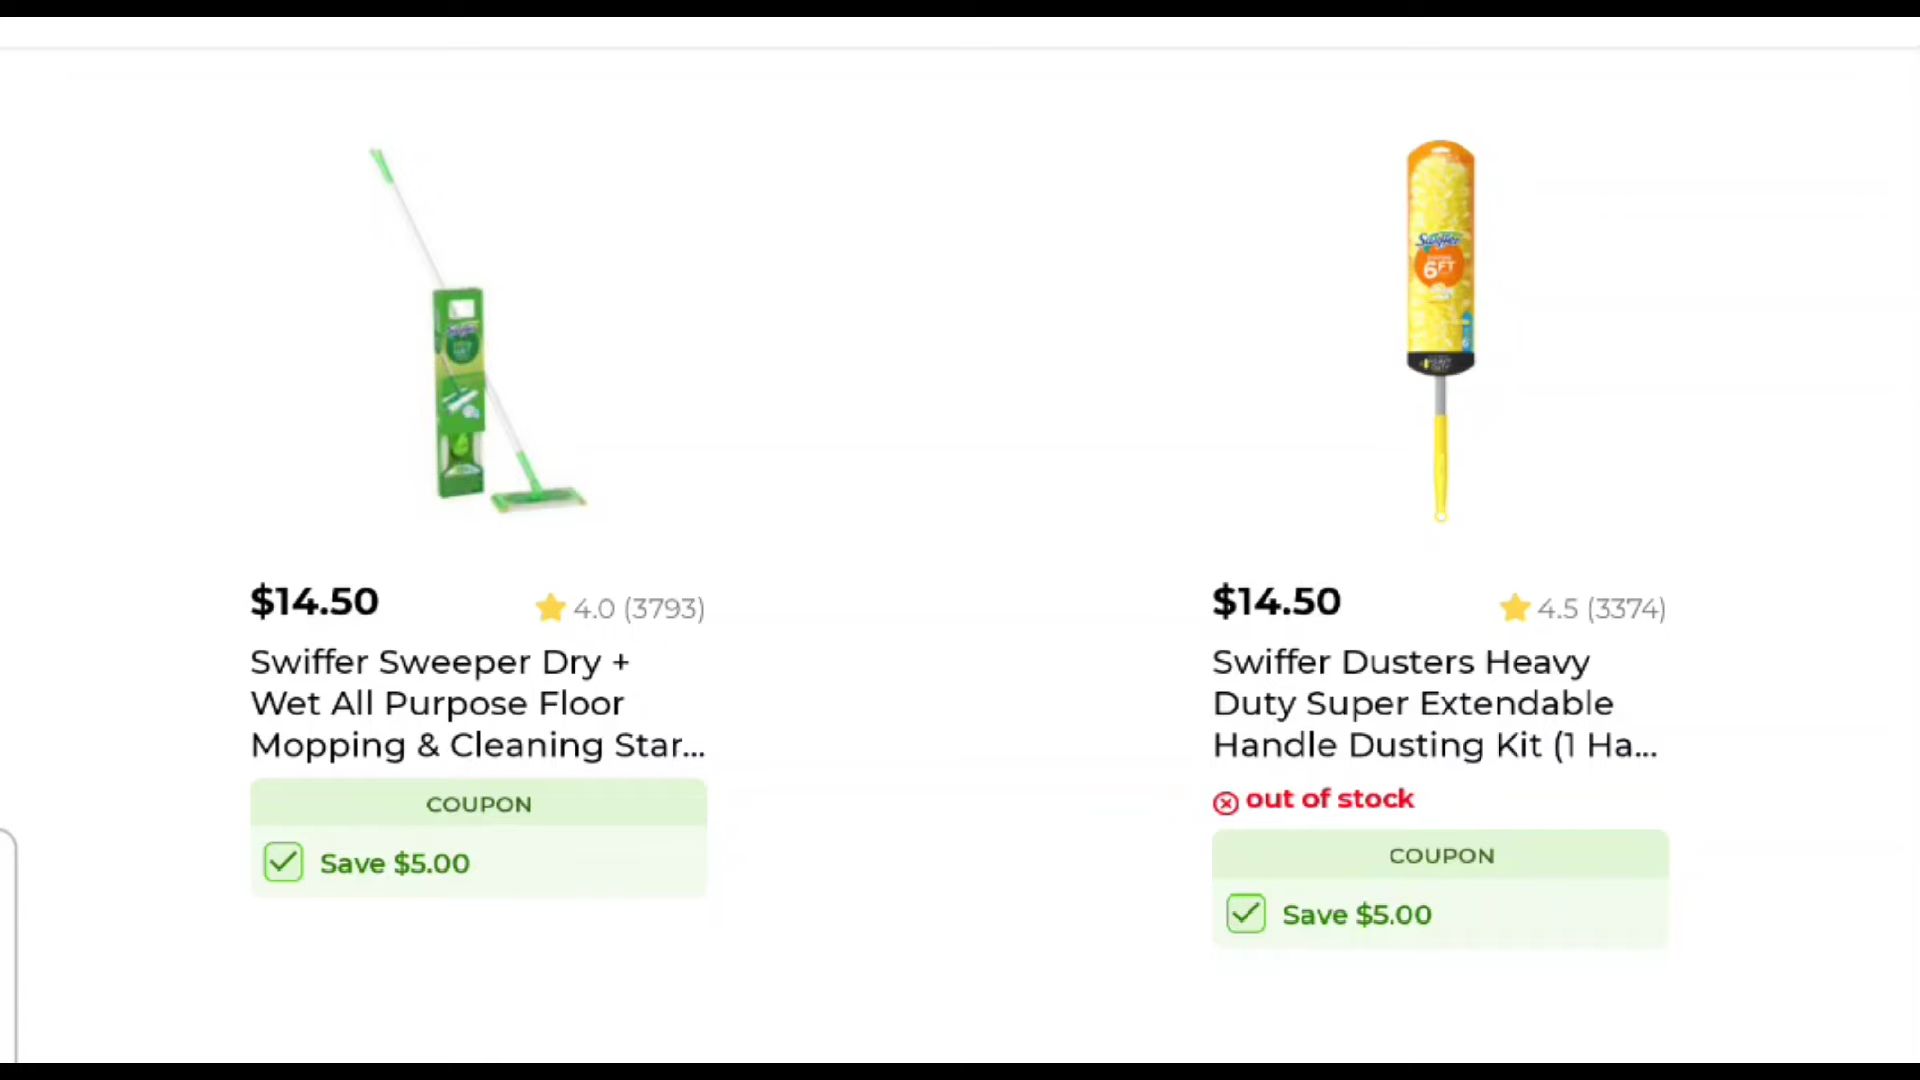 Swiffer
6FT
$14.50
4.0 (3793)
Swiffer Sweeper Dry +
Wet All Purpose Floor
Mopping & Cleaning Star...
COUPON
Save $5.00
$14.50
4.5 (3374)
Swiffer Dusters Heavy
Duty Super Extendable
Handle Dusting Kit (1 Ha...
out of stock
COUPON
Save $5.00